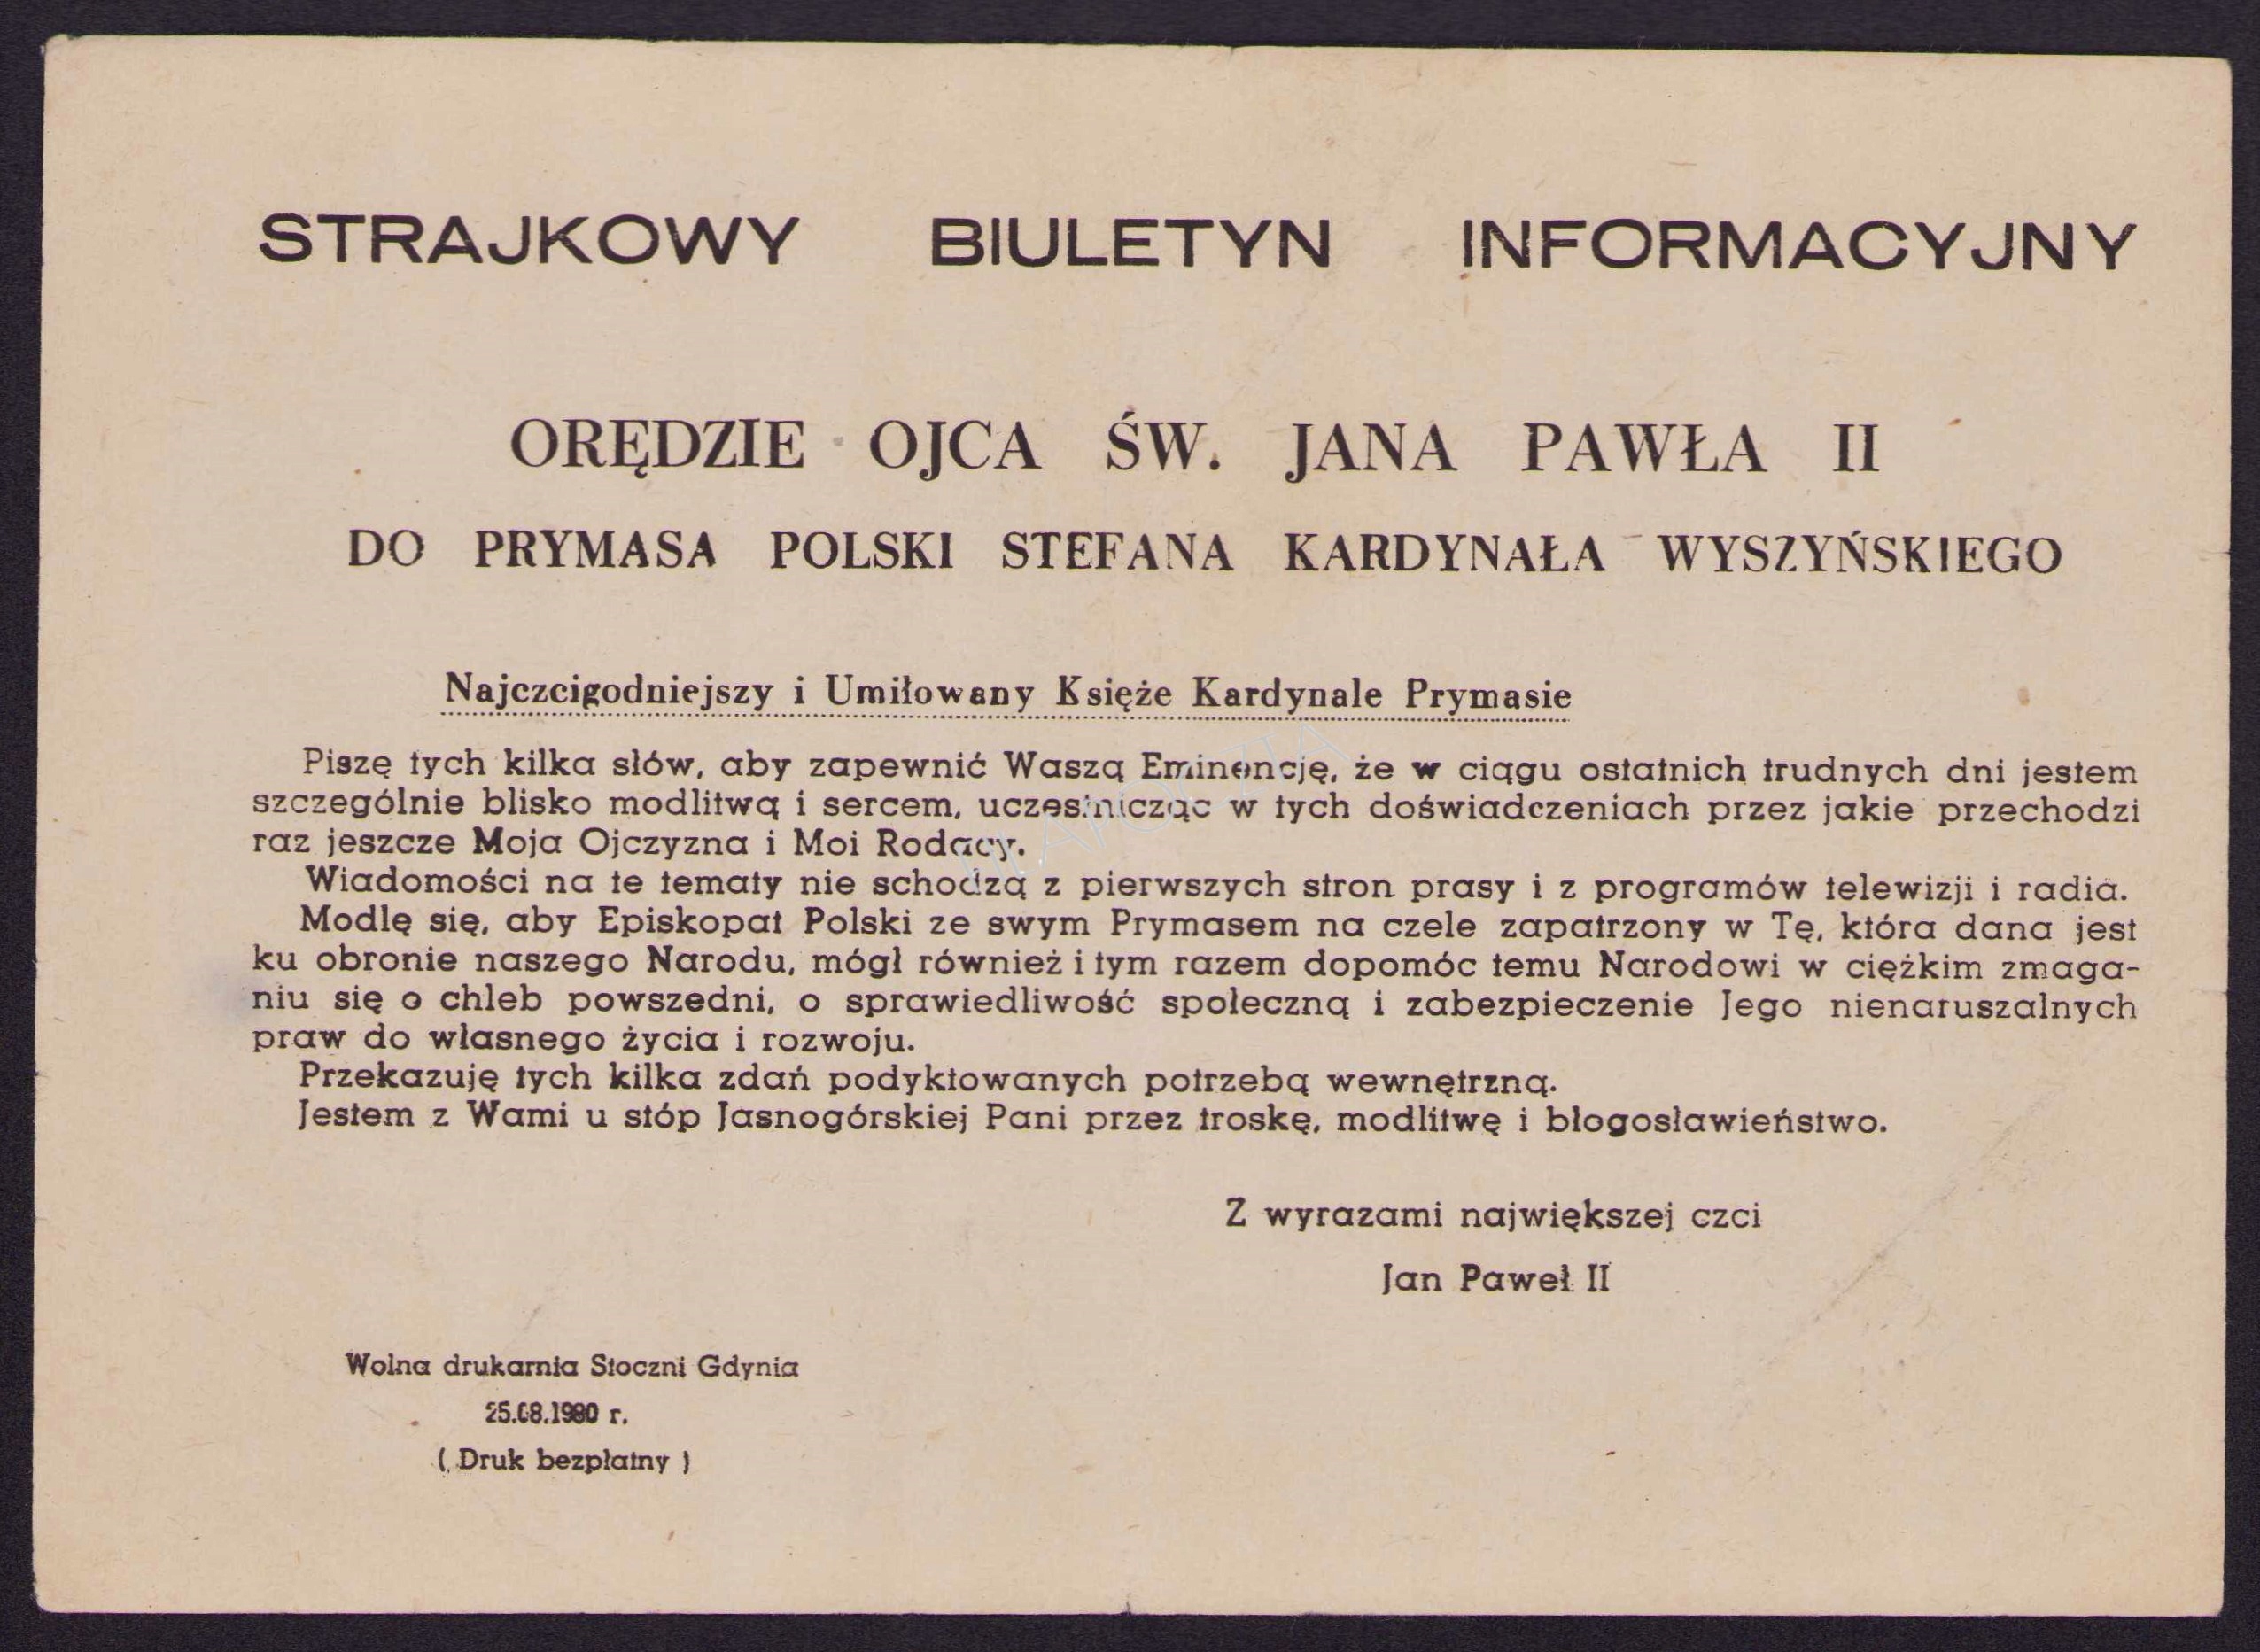 STRAJKOWY BIULETYN INFORMACYJNY
ORĘDZIE OJCA ŚW. JANA PAWŁA II
DO PRYMASA POLSKI STEFANA KARDYNAŁA WYSZYŃSKIEGO
Najczcigodniejszy i Umiłowany Księże Kardynale Prymasie
Piszę tych kilka słów, aby zapewnić Waszą Eminencję, że w ciągu ostatnich trudnych dni jestem
szczególnie blisko modlitwą i sercem, uczestnicząc w tych doświadczeniach przez jakie przechodzi
raz jeszcze Moja Ojczyzna i Moi Rodacy.
Wiadomości na te tematy nie schodzą z pierwszych stron prasy i z programów telewizji i radia.
Modlę się, aby Episkopat Polski ze swym Prymasem na czele zapatrzony w Tę, która dana jest
ku obronie naszego Narodu, mógł również i tym razem dopomóc temu Narodowi w ciężkim zmaga-
niu się o chleb powszedni, o sprawiedliwość społeczną i zabezpieczenie Jego nienaruszalnych
praw do własnego życia i rozwoju.
Przekazuję tych kilka zdań podyktowanych potrzebą wewnętrzną.
Jestem z Wami u stóp Jasnogórskiej Pani przez troskę, modlitwę i błogosławieństwo.
Z wyrazami największej czci
Jan Paweł II
Wolna drukarnia Stoczni Gdynia
25.08.1980 r.
( Druk bezpłatny )